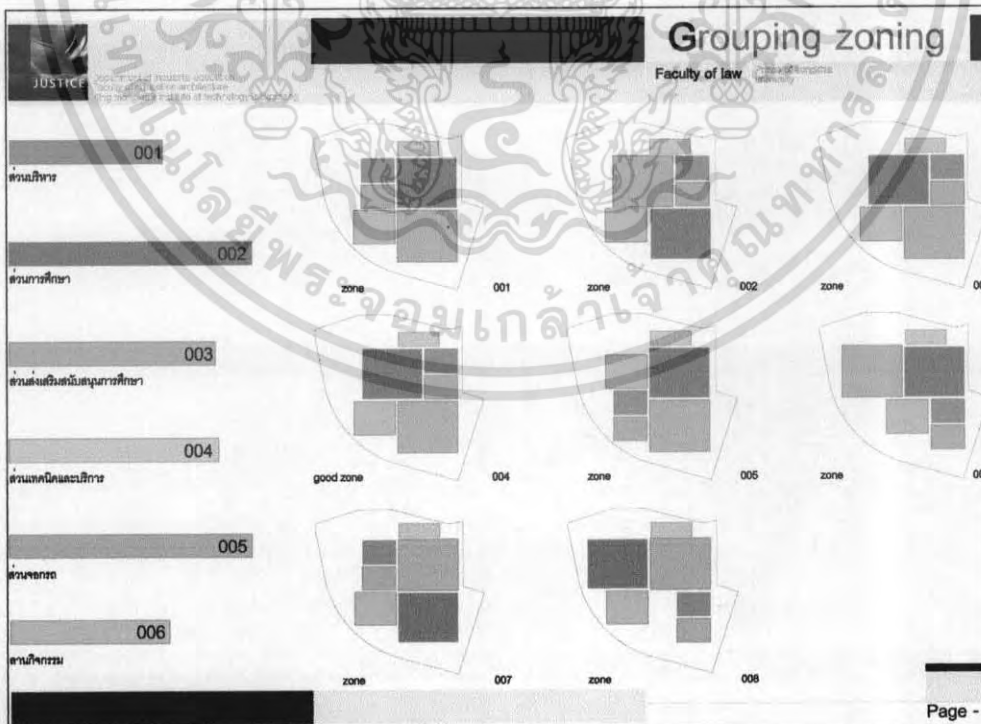 Grouping zoning
JUSTICE
Faculty of law
001
ส่วนบริหาร
002
ส่วนการศึกษา
003
ส่วนส่งเสริมสนับสนุนการศึกษา
004
ส่วนเทคนิคและบริการ
005
ส่วนจอดรถ
006
ลานกิจกรรม
zone 001
zone 002
zone
good zone 004
zone 005
zone
zone 007
zone 008
Page -